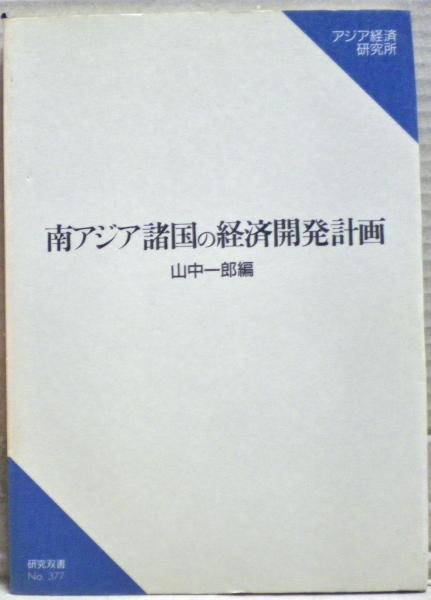 アジア経済
研究所
南アジア諸国の経済開発計画
山中一郎編
研究双書
No. 377